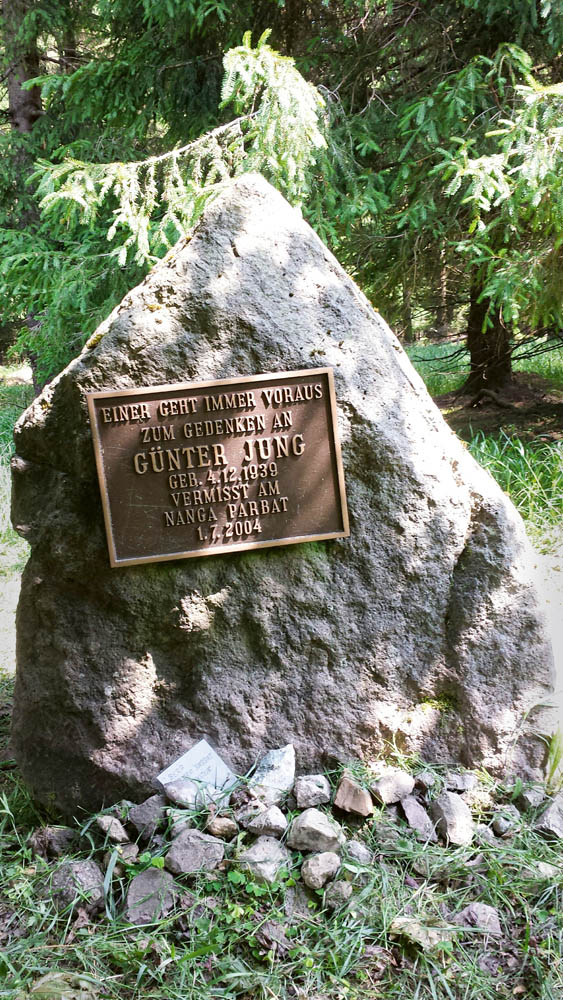 EINER GEHT IMMER VORAUS
ZUM GEDENKEN AN
GÜNTER JUNG
GEB. 4.12.1939
VERMISST AM
NANGA PARBAT
1.7.2004